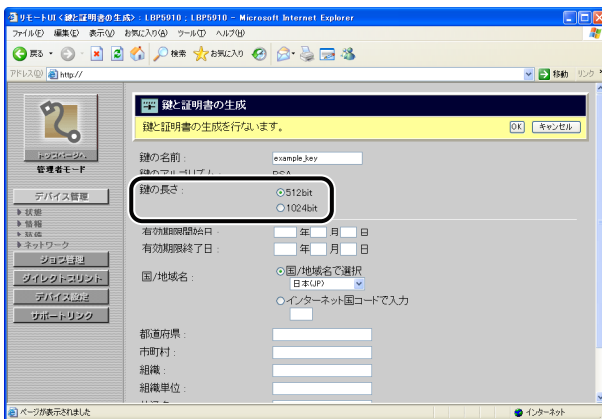 リモートUI <鍵と証明書の生成> : LBP5910 ; LBP5910 - Microsoft Internet Explorer
ファイル(F) 編集(E) 表示(V) お気に入り(A) ツール(T) ヘルプ(H)
戻る 検索 お気に入り
アドレス(D) http:// 移動 リンク
鍵と証明書の生成
鍵と証明書の生成を行ないます。 OK キャンセル
トップページへ
管理者モード
デバイス管理
状態
情報
ネットワーク
ジョブ管理
ダイレクトプリント
デバイス設定
サポートリンク
鍵の名前 : example_key
鍵のアルゴリズム : RSA
鍵の長さ : 512bit
1024bit
有効期限開始日 : 年 月 日
有効期限終了日 : 年 月 日
国/地域名 : 国/地域名で選択
日本(JP)
インターネット国コードで入力
都道府県 :
市町村 :
組織 :
組織単位 :
ページが表示されました インターネット